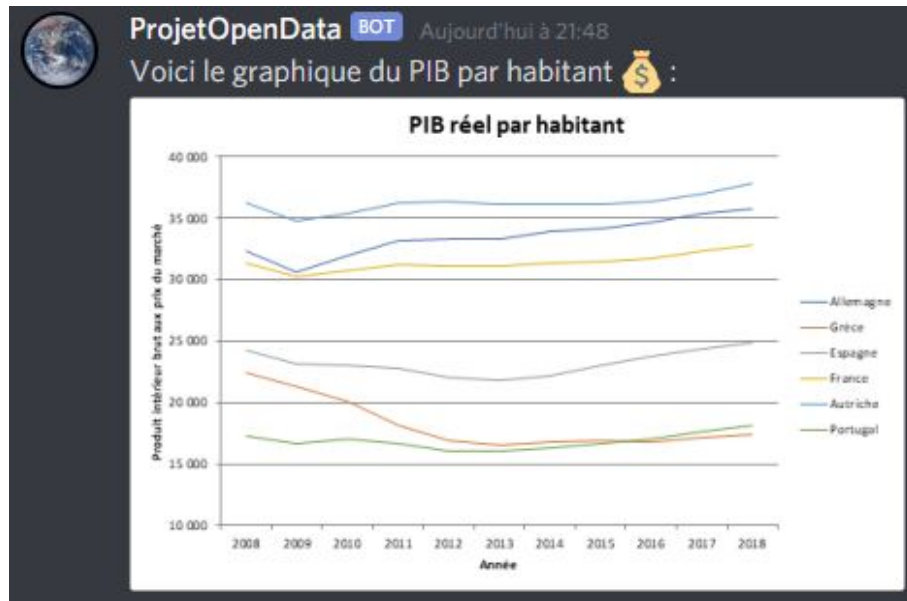 ProjetOpenData BOT Aujourd'hui à 21:48
Voici le graphique du PIB par habitant 💰 :
PIB réel par habitant
Produit intérieur brut aux prix du marché
40 000
35 000
30 000
25 000
20 000
15 000
10 000
2008 2009 2010 2011 2012 2013 2014 2015 2016 2017 2018
Année
Allemagne
Grèce
Espagne
France
Autriche
Portugal